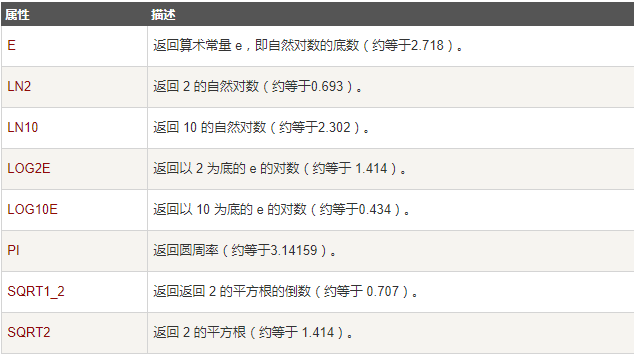 属性 描述
E 返回算术常量 e，即自然对数的底数（约等于2.718）。
LN2 返回 2 的自然对数（约等于0.693）。
LN10 返回 10 的自然对数（约等于2.302）。
LOG2E 返回以 2 为底的 e 的对数（约等于 1.414）。
LOG10E 返回以 10 为底的 e 的对数（约等于0.434）。
PI 返回圆周率（约等于3.14159）。
SQRT1_2 返回返回 2 的平方根的倒数（约等于 0.707）。
SQRT2 返回 2 的平方根（约等于 1.414）。